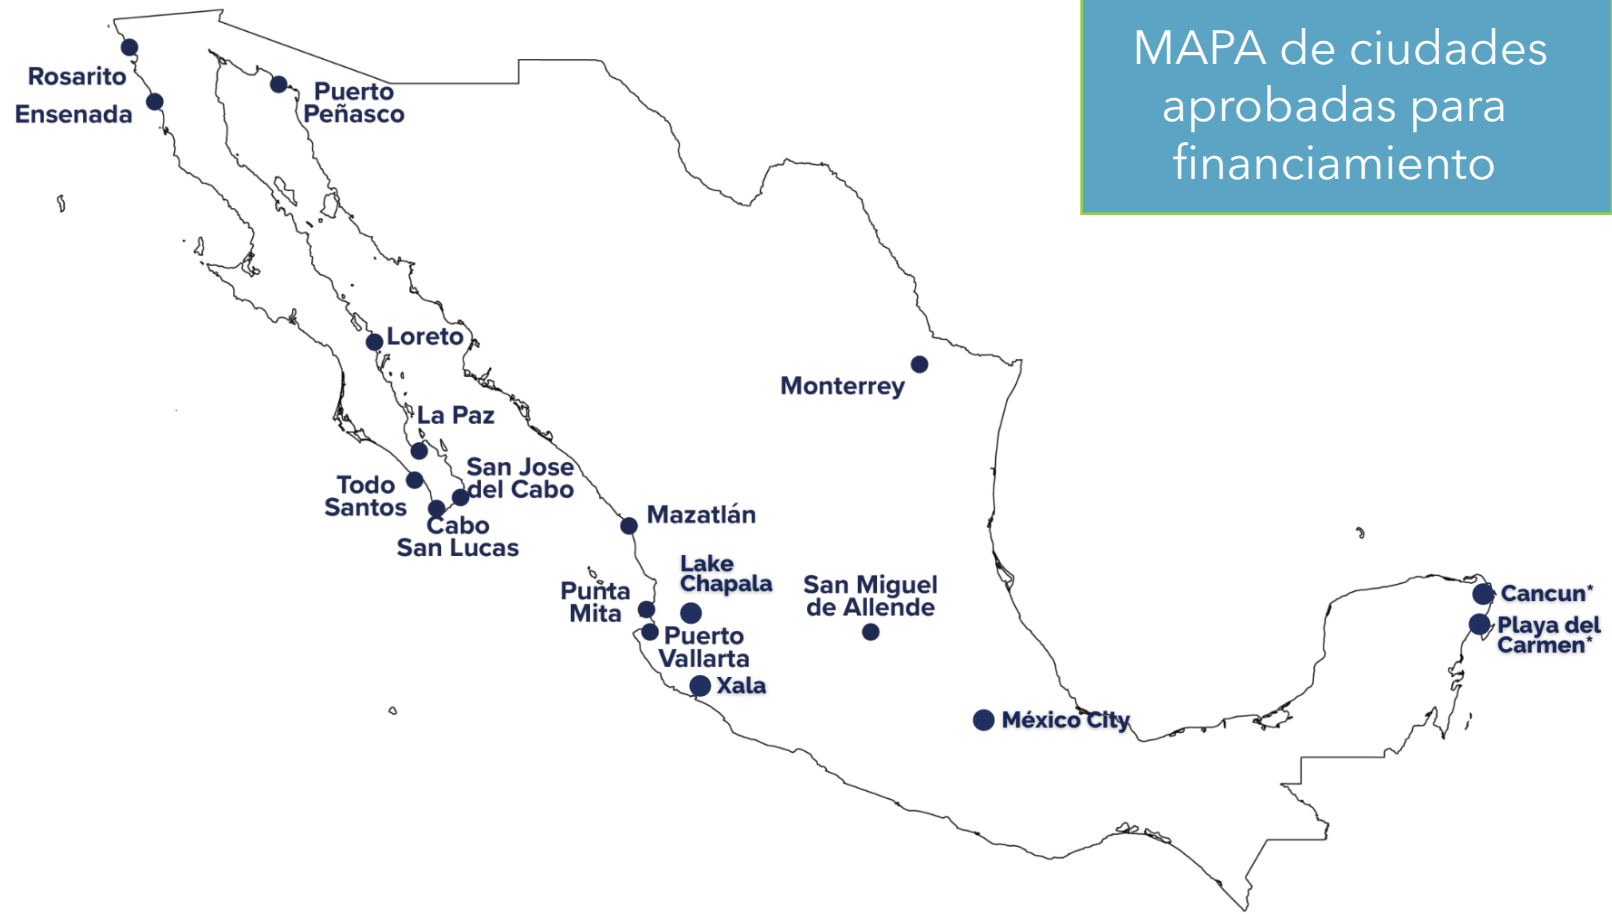 MAPA de ciudades
aprobadas para
financiamiento
Rosarito
Ensenada
Puerto
Peñasco
Loreto
La Paz
San Jose
del Cabo
Todo
Santos
Cabo
San Lucas
Monterrey
Mazatlán
Lake
Chapala
Punta
Mita
Puerto
Vallarta
Xala
San Miguel
de Allende
México City
Cancun*
Playa del
Carmen*